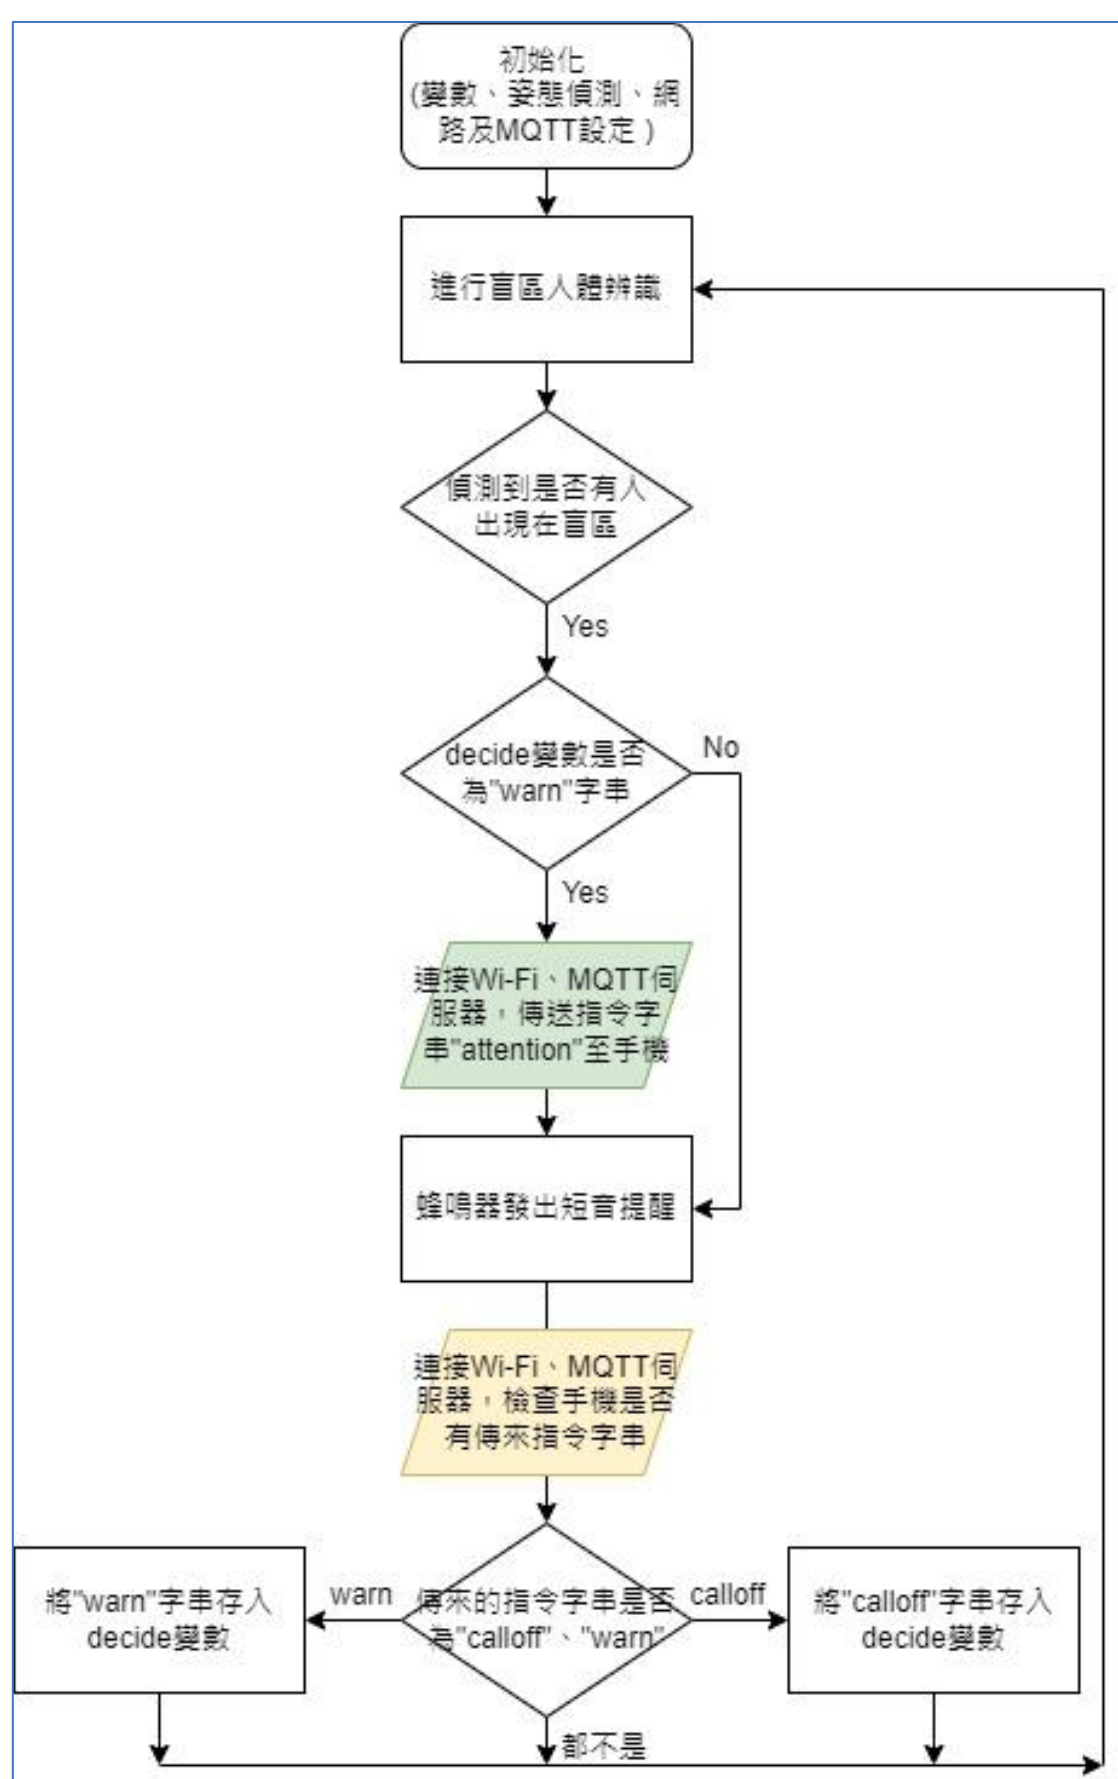 初始化
(變數、姿態偵測、網
路及MQTT設定 )
進行盲區人體辨識
偵測到是否有人
出現在盲區
Yes
decide變數是否
為"warn"字串
No
Yes
連接Wi-Fi、MQTT伺
服器，傳送指令字
串"attention"至手機
蜂鳴器發出短音提醒
連接Wi-Fi、MQTT伺
服器，檢查手機是否
有傳來指令字串
將"warn"字串存入
decide變數
warn
傳來的指令字串是否
為"calloff"、"warn"
calloff
將"calloff"字串存入
decide變數
都不是